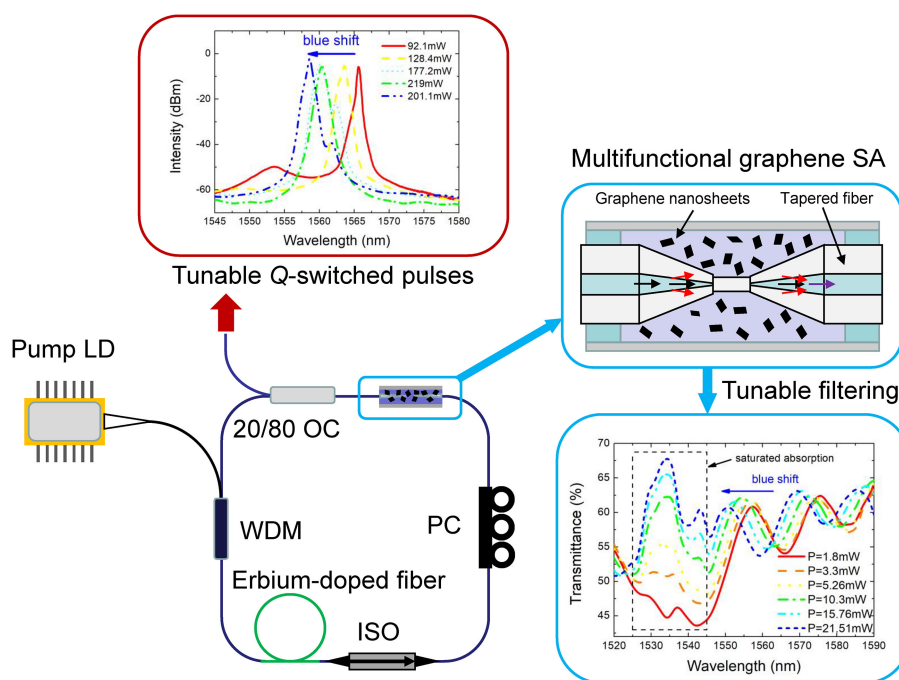 blue shift
92.1mW
128.4mW
177.2mW
219mW
201.1mW
0
-20
-40
-60
Intensity (dBm)
1545 1550 1555 1560 1565 1570 1575 1580
Wavelength (nm)
Tunable Q-switched pulses
Multifunctional graphene SA
Graphene nanosheets
Tapered fiber
Pump LD
20/80 OC
Tunable filtering
WDM
PC
Erbium-doped fiber
ISO
70
65
60
55
50
45
Transmittance (%)
saturated absorption
blue shift
P=1.8mW
P=3.3mW
P=5.26mW
P=10.3mW
P=15.76mW
P=21.51mW
1520 1530 1540 1550 1560 1570 1580 1590
Wavelength (nm)